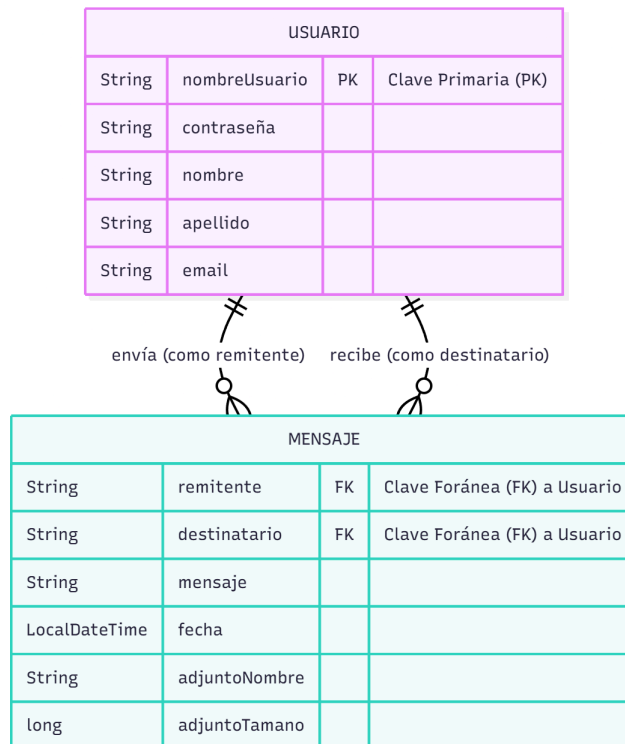 USUARIO
String nombreUsuario PK Clave Primaria (PK)
String contraseña
String nombre
String apellido
String email
envía (como remitente) recibe (como destinatario)
MENSAJE
String remitente FK Clave Foránea (FK) a Usuario
String destinatario FK Clave Foránea (FK) a Usuario
String mensaje
LocalDateTime fecha
String adjuntoNombre
long adjuntoTamano